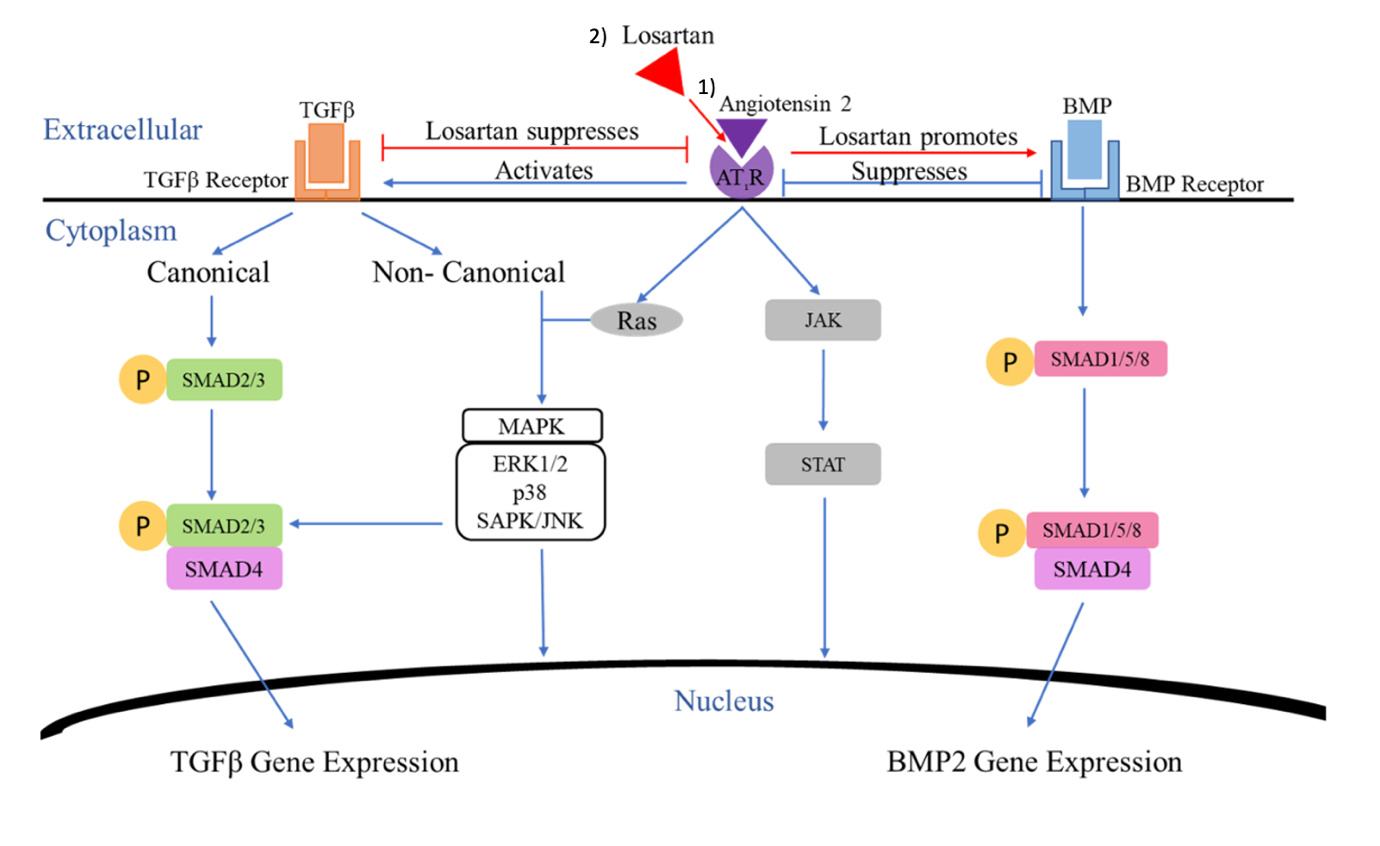 2) Losartan
1)
Angiotensin 2
TGFβ
BMP
Extracellular
Losartan suppresses
Losartan promotes
TGFβ Receptor
Activates
AT₁R
Suppresses
BMP Receptor
Cytoplasm
Canonical
Non- Canonical
Ras
JAK
P
SMAD2/3
P
SMAD1/5/8
MAPK
ERK1/2
p38
SAPK/JNK
STAT
P
SMAD2/3
SMAD4
P
SMAD1/5/8
SMAD4
Nucleus
TGFβ Gene Expression
BMP2 Gene Expression